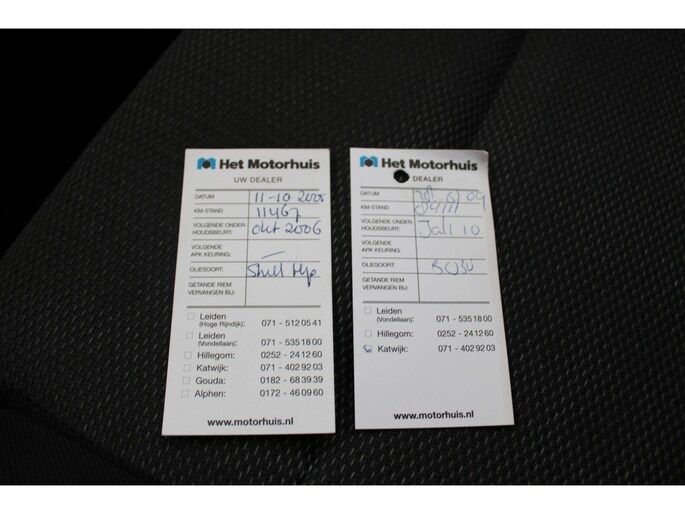 Het Motorhuis
UW DEALER
DATUM 11-10 2005
KM-STAND 11467
VOLGENDE ONDER-
HOUDSBEURT: okt 2006
VOLGENDE
APK KEURING: —
OLIESOORT: Shell
GETANDE RIEM
VERVANGEN BIJ:
Leiden
(Hoge Rijndijk): 071 - 512 05 41
Leiden
(Vondellaan): 071 - 535 18 00
Hillegom: 0252 - 24 12 60
Katwijk: 071 - 402 92 03
Gouda: 0182 - 68 39 39
Alphen: 0172 - 46 09 60
www.motorhuis.nl
Het Motorhuis
DEALER
DATUM 09
KM-STAND
VOLGENDE ONDER-
HOUDSBEURT: 10
VOLGENDE
APK KEURING:
OLIESOORT:
GETANDE RIEM
VERVANGEN BIJ:
Leiden
(Vondellaan): 071 - 535 18 00
Hillegom: 0252 - 24 12 60
Katwijk: 071 - 402 92 03
www.motorhuis.nl